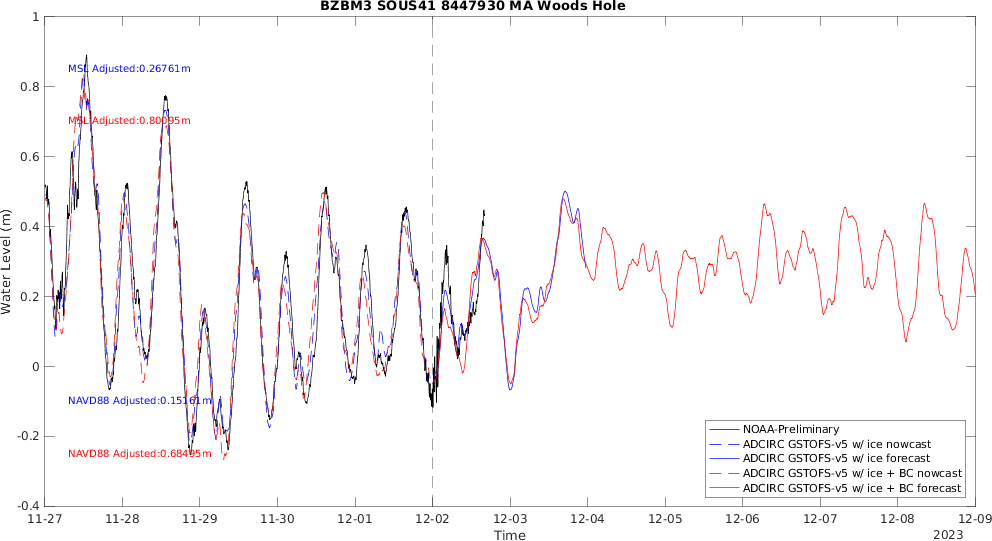 BZBM3 SOUS41 8447930 MA Woods Hole
1
0.8
0.6
0.4
0.2
0
-0.2
-0.4
Water Level (m)
MSL Adjusted:0.26761m
MSL Adjusted:0.80095m
NAVD88 Adjusted:0.15161m
NAVD88 Adjusted:0.68495m
NOAA-Preliminary
ADCIRC GSTOFS-v5 w/ ice nowcast
ADCIRC GSTOFS-v5 w/ ice forecast
ADCIRC GSTOFS-v5 w/ ice + BC nowcast
ADCIRC GSTOFS-v5 w/ ice + BC forecast
11-27 11-28 11-29 11-30 12-01 12-02 12-03 12-04 12-05 12-06 12-07 12-08 12-09
Time
2023